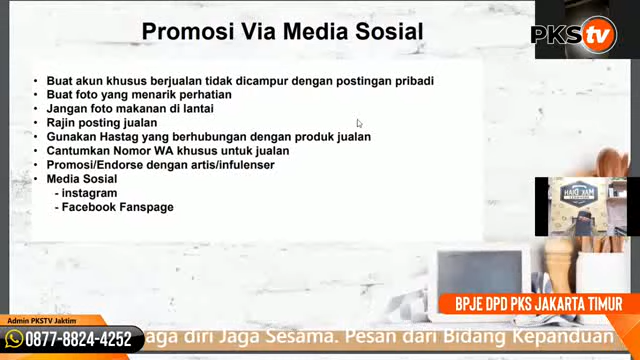 Promosi Via Media Sosial
PKStv
• Buat akun khusus berjualan tidak dicampur dengan postingan pribadi
• Buat foto yang menarik perhatian
• Jangan foto makanan di lantai
• Rajin posting jualan
• Gunakan Hastag yang berhubungan dengan produk jualan
• Cantumkan Nomor WA khusus untuk jualan
• Promosi/Endorse dengan artis/infulenser
• Media Sosial
- instagram
- Facebook Fanspage
BPJE DPD PKS JAKARTA TIMUR
Admin PKSTV Jaktim
0877-8824-4252
aga diri Jaga Sesama. Pesan dari Bidang Kepanduan